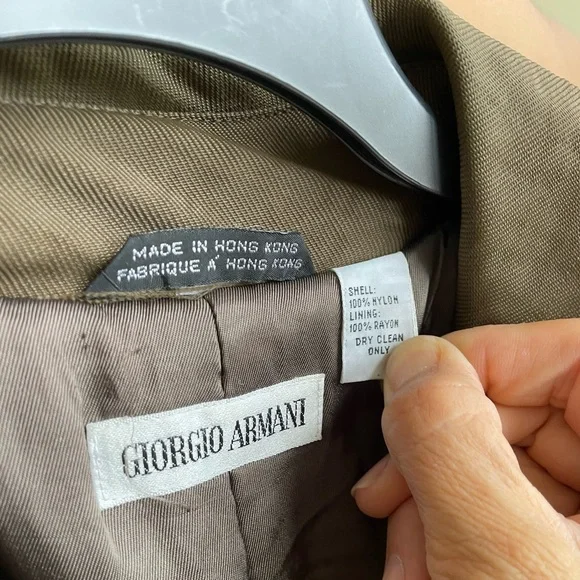 MADE IN HONG KONG
FABRIQUE A' HONG KONG
SHELL:
100% NYLON
LINING:
100% RAYON
DRY CLEAN
ONLY
GIORGIO ARMANI